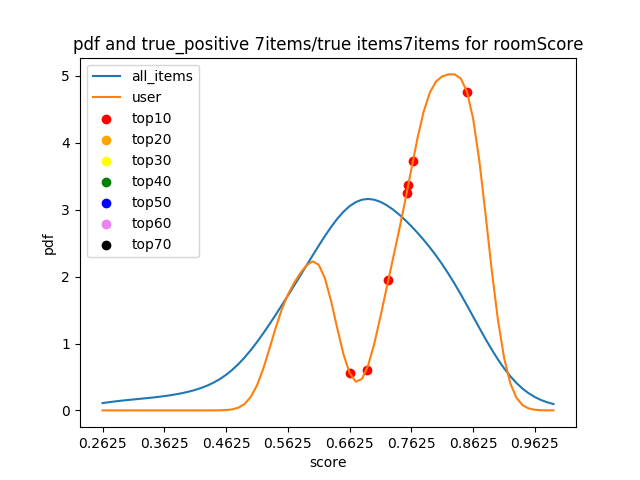 pdf and true_positive 7items/true items7items for roomScore
all_items
user
top10
top20
top30
top40
top50
top60
top70
pdf
5
4
3
2
1
0
0.2625 0.3625 0.4625 0.5625 0.6625 0.7625 0.8625 0.9625
score